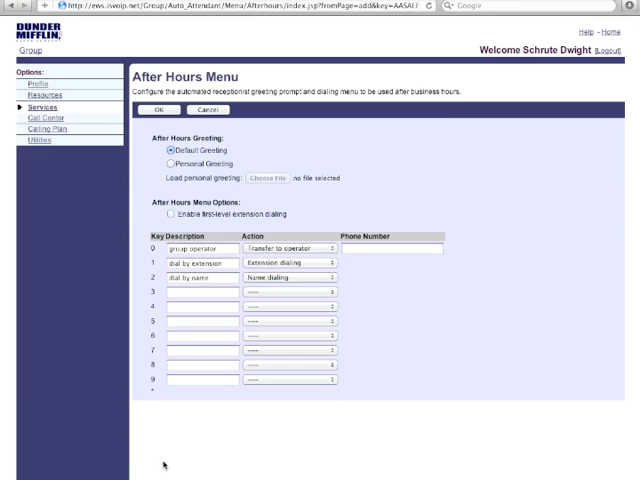 http://ews.isvoip.net/Group/Auto_Attendant/Menu/Afterhours/index.jsp?fromPage=add&key=AASALE
Google
DUNDER
MIFFLIN,
Help - Home
Group
Welcome Schrute Dwight [Logout]
Options:
Profile
Resources
Services
Call Center
Calling Plan
Utilities
After Hours Menu
Configure the automated receptionist greeting prompt and dialing menu to be used after business hours.
OK
Cancel
After Hours Greeting:
Default Greeting
Personal Greeting
Load personal greeting: Choose File no file selected
After Hours Menu Options:
Enable first-level extension dialing
Key Description Action Phone Number
0 group operator Transfer to operator
1 dial by extension Extension dialing
2 dial by name Name dialing
3 ---
4 ---
5 ---
6 ---
7 ---
8 ---
9 ---
*